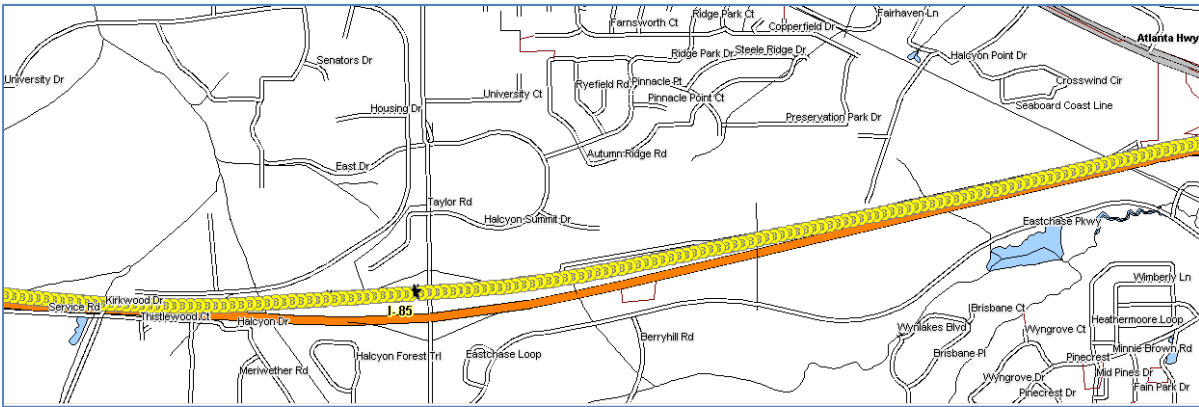 Ridge Park Ct
Fairhaven Ln
Farnsworth Ct
Copperfield Dr
Atlanta Hwy
Senators Dr
Ridge Park Dr
Steele Ridge Dr
Halcyon Point Dr
University Dr
Ryefield Rd
Pinnacle Pt
Crosswind Cir
University Ct
Pinnacle Point Ct
Seaboard Coast Line
Housing Dr
Preservation Park Dr
Autumn Ridge Rd
East Dr
Taylor Rd
Halcyon Summit Dr
Eastchase Pkwy
Wimberly Ln
Kirkwood Dr
Service Rd
I- 85
Brisbane Ct
Thistlewood Ct
Halcyon Dr
Heathermoore Loop
Wynlakes Blvd
Wyngrove Ct
Berryhill Rd
Minnie Brown Rd
Halcyon Forest Trl
Eastchase Loop
Brisbane Pl
Pinecrest
Meriwether Rd
Mid Pines Dr
Wyngrove Dr
Fain Park Dr
Pinecrest Dr